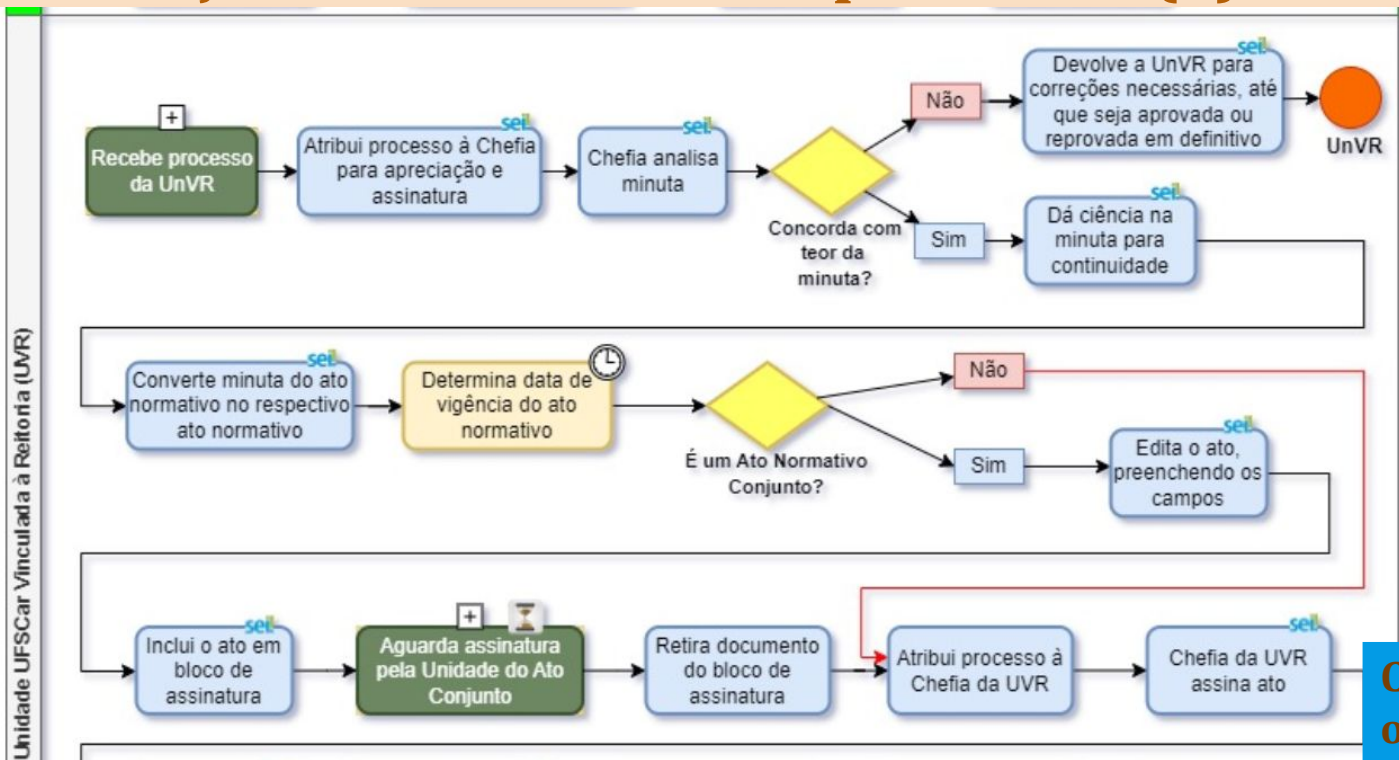 Unidade UFSCar Vinculada à Reitoria (UVR)
Recebe processo
da UnVR
sei!
Atribui processo à Chefia
para apreciação e
assinatura
sei!
Chefia analisa
minuta
Concorda com
teor da
minuta?
Não
sei!
Devolve a UnVR para
correções necessárias, até
que seja aprovada ou
reprovada em definitivo
UnVR
Sim
sei!
Dá ciência na
minuta para
continuidade
sei!
Converte minuta do ato
normativo no respectivo
ato normativo
Determina data de
vigência do ato
normativo
É um Ato Normativo
Conjunto?
Não
Sim
sei!
Edita o ato,
preenchendo os
campos
sei!
Inclui o ato em
bloco de
assinatura
Aguarda assinatura
pela Unidade do Ato
Conjunto
Retira documento
do bloco de
assinatura
Atribui processo à
Chefia da UVR
sei!
Chefia da UVR
assina ato